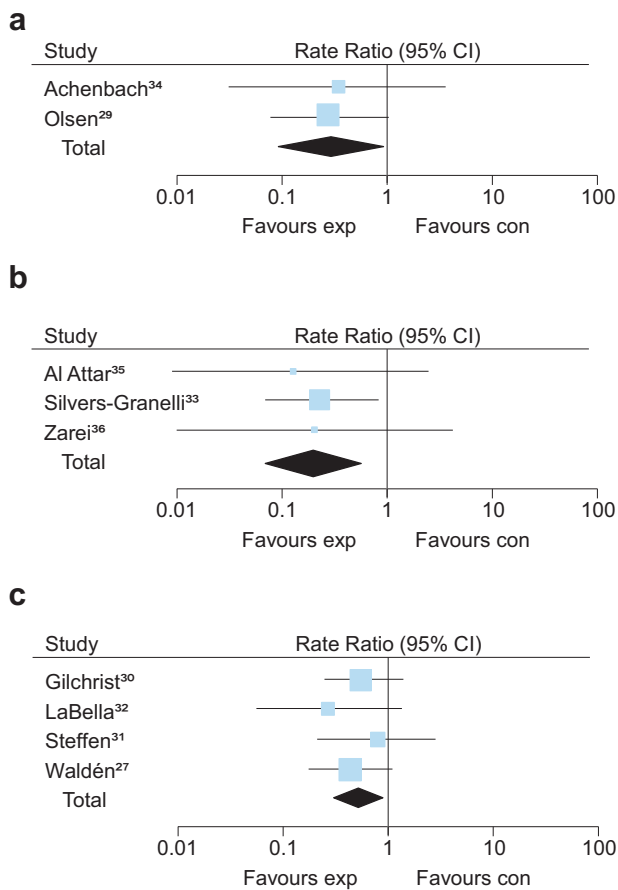 a
Study Rate Ratio (95% CI)
Achenbach³⁴
Olsen²⁹
Total
0.01 0.1 1 10 100
Favours exp Favours con
b
Study Rate Ratio (95% CI)
Al Attar³⁵
Silvers-Granelli³³
Zarei³⁶
Total
0.01 0.1 1 10 100
Favours exp Favours con
c
Study Rate Ratio (95% CI)
Gilchrist³⁰
LaBella³²
Steffen³¹
Waldén²⁷
Total
0.01 0.1 1 10 100
Favours exp Favours con